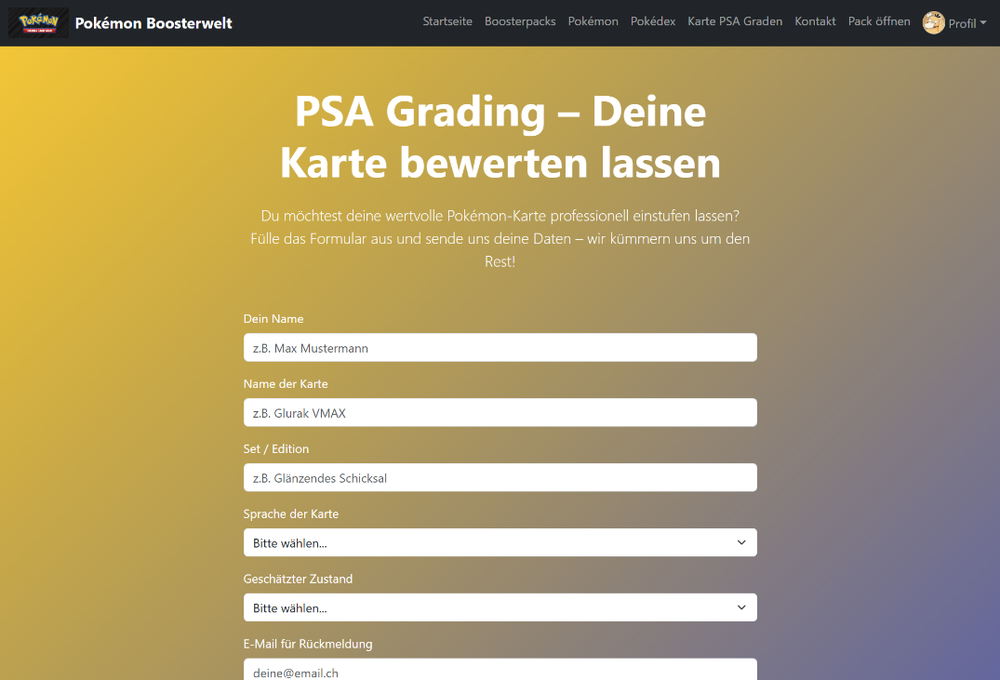 Pokémon
Pokémon Boosterwelt
Startseite
Boosterpacks
Pokémon
Pokédex
Karte PSA Graden
Kontakt
Pack öffnen
Profil
PSA Grading – Deine
Karte bewerten lassen
Du möchtest deine wertvolle Pokémon-Karte professionell einstufen lassen?
Fülle das Formular aus und sende uns deine Daten – wir kümmern uns um den
Rest!
Dein Name
z.B. Max Mustermann
Name der Karte
z.B. Glurak VMAX
Set / Edition
z.B. Glänzendes Schicksal
Sprache der Karte
Bitte wählen...
Geschätzter Zustand
Bitte wählen...
E-Mail für Rückmeldung
deine@email.ch